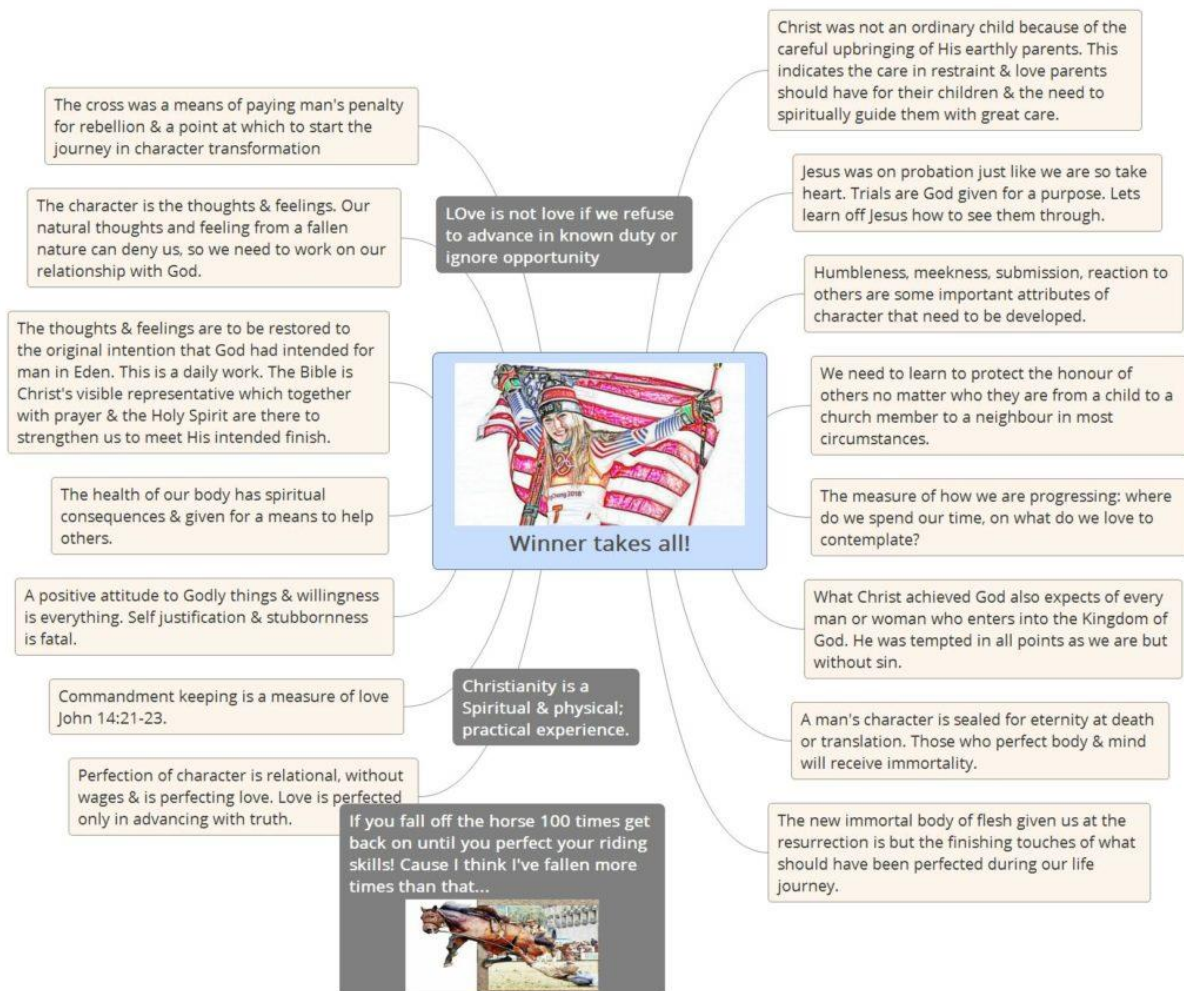 The cross was a means of paying man's penalty
for rebellion & a point at which to start the
journey in character transformation
The character is the thoughts & feelings. Our
natural thoughts and feeling from a fallen
nature can deny us, so we need to work on our
relationship with God.
The thoughts & feelings are to be restored to
the original intention that God had intended for
man in Eden. This is a daily work. The Bible is
Christ's visible representative which together
with prayer & the Holy Spirit are there to
strengthen us to meet His intended finish.
The health of our body has spiritual
consequences & given for a means to help
others.
A positive attitude to Godly things & willingness
is everything. Self justification & stubbornness
is fatal.
Commandment keeping is a measure of love
John 14:21-23.
Perfection of character is relational, without
wages & is perfecting love. Love is perfected
only in advancing with truth.
LOve is not love if we refuse
to advance in known duty or
ignore opportunity
2018
Winner takes all!
Christianity is a
Spiritual & physical;
practical experience.
If you fall off the horse 100 times get
back on until you perfect your riding
skills! Cause I think I've fallen more
times than that...
Christ was not an ordinary child because of the
careful upbringing of His earthly parents. This
indicates the care in restraint & love parents
should have for their children & the need to
spiritually guide them with great care.
Jesus was on probation just like we are so take
heart. Trials are God given for a purpose. Lets
learn off Jesus how to see them through.
Humbleness, meekness, submission, reaction to
others are some important attributes of
character that need to be developed.
We need to learn to protect the honour of
others no matter who they are from a child to a
church member to a neighbour in most
circumstances.
The measure of how we are progressing: where
do we spend our time, on what do we love to
contemplate?
What Christ achieved God also expects of every
man or woman who enters into the Kingdom of
God. He was tempted in all points as we are but
without sin.
A man's character is sealed for eternity at death
or translation. Those who perfect body & mind
will receive immortality.
The new immortal body of flesh given us at the
resurrection is but the finishing touches of what
should have been perfected during our life
journey.